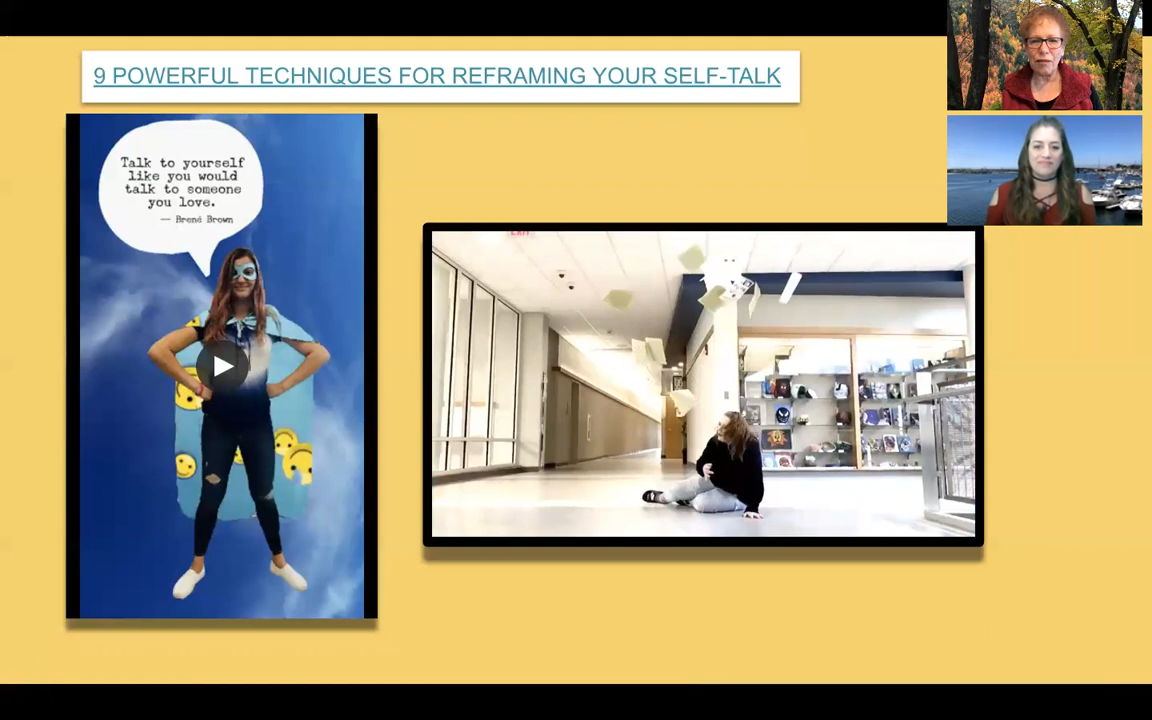 9 POWERFUL TECHNIQUES FOR REFRAMING YOUR SELF-TALK
Talk to yourself
like you would
talk to someone
you love.
— Brené Brown
EXIT